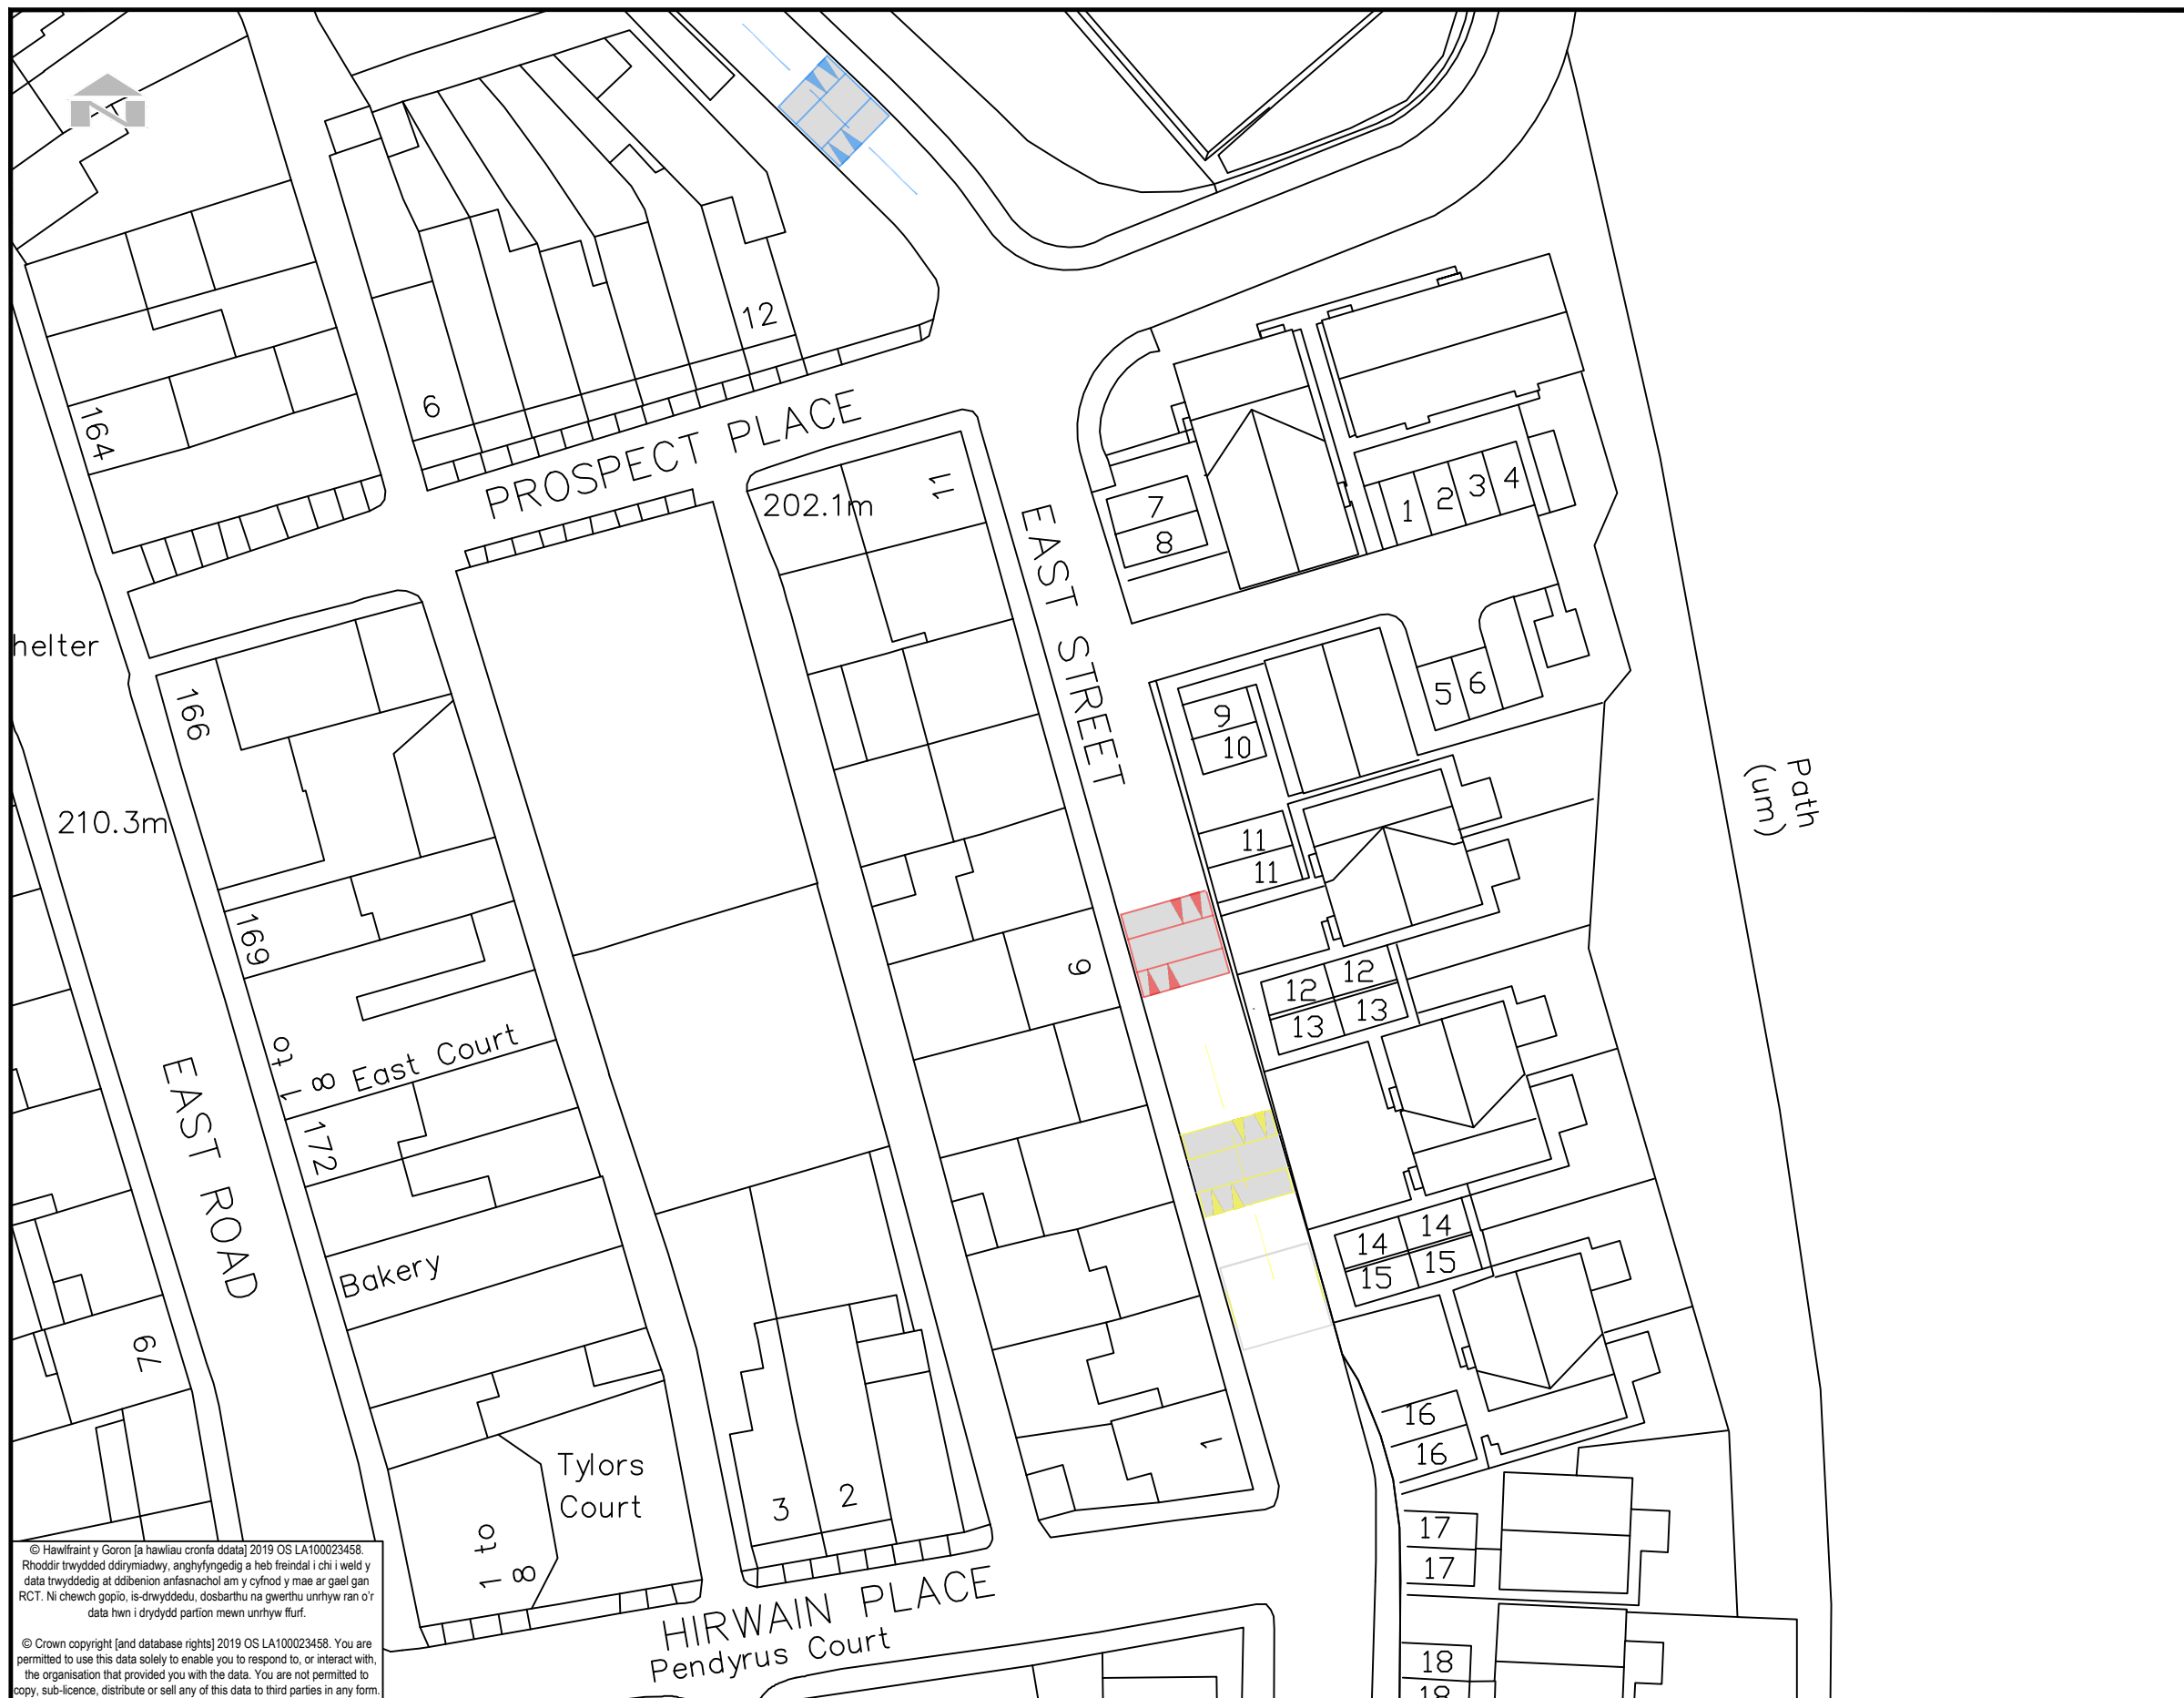 N
12
6
164
PROSPECT PLACE
202.1m
11
EAST STREET
7
8
1
2
3
4
5
6
9
10
11
11
12
12
13
13
14
14
15
15
16
16
17
17
18
18
helter
166
210.3m
169
1 to 8
East Court
172
EAST ROAD
Bakery
79
9
1
Path
(um)
Tylors
Court
1 to 8
3
2
HIRWAIN PLACE
Pendyrus Court
© Hawlfraint y Goron [a hawliau cronfa ddata] 2019 OS LA100023458.
Rhoddir trwydded ddirymiadwy, anghyfyngedig a heb freindal i chi i weld y
data trwyddedig at ddibenion anfasnachol am y cyfnod y mae ar gael gan
RCT. Ni chewch gopïo, is-drwyddedu, dosbarthu na gwerthu unrhyw ran o'r
data hwn i drydydd partïon mewn unrhyw ffurf.
© Crown copyright [and database rights] 2019 OS LA100023458. You are
permitted to use this data solely to enable you to respond to, or interact with,
the organisation that provided you with the data. You are not permitted to
copy, sub-licence, distribute or sell any of this data to third parties in any form.